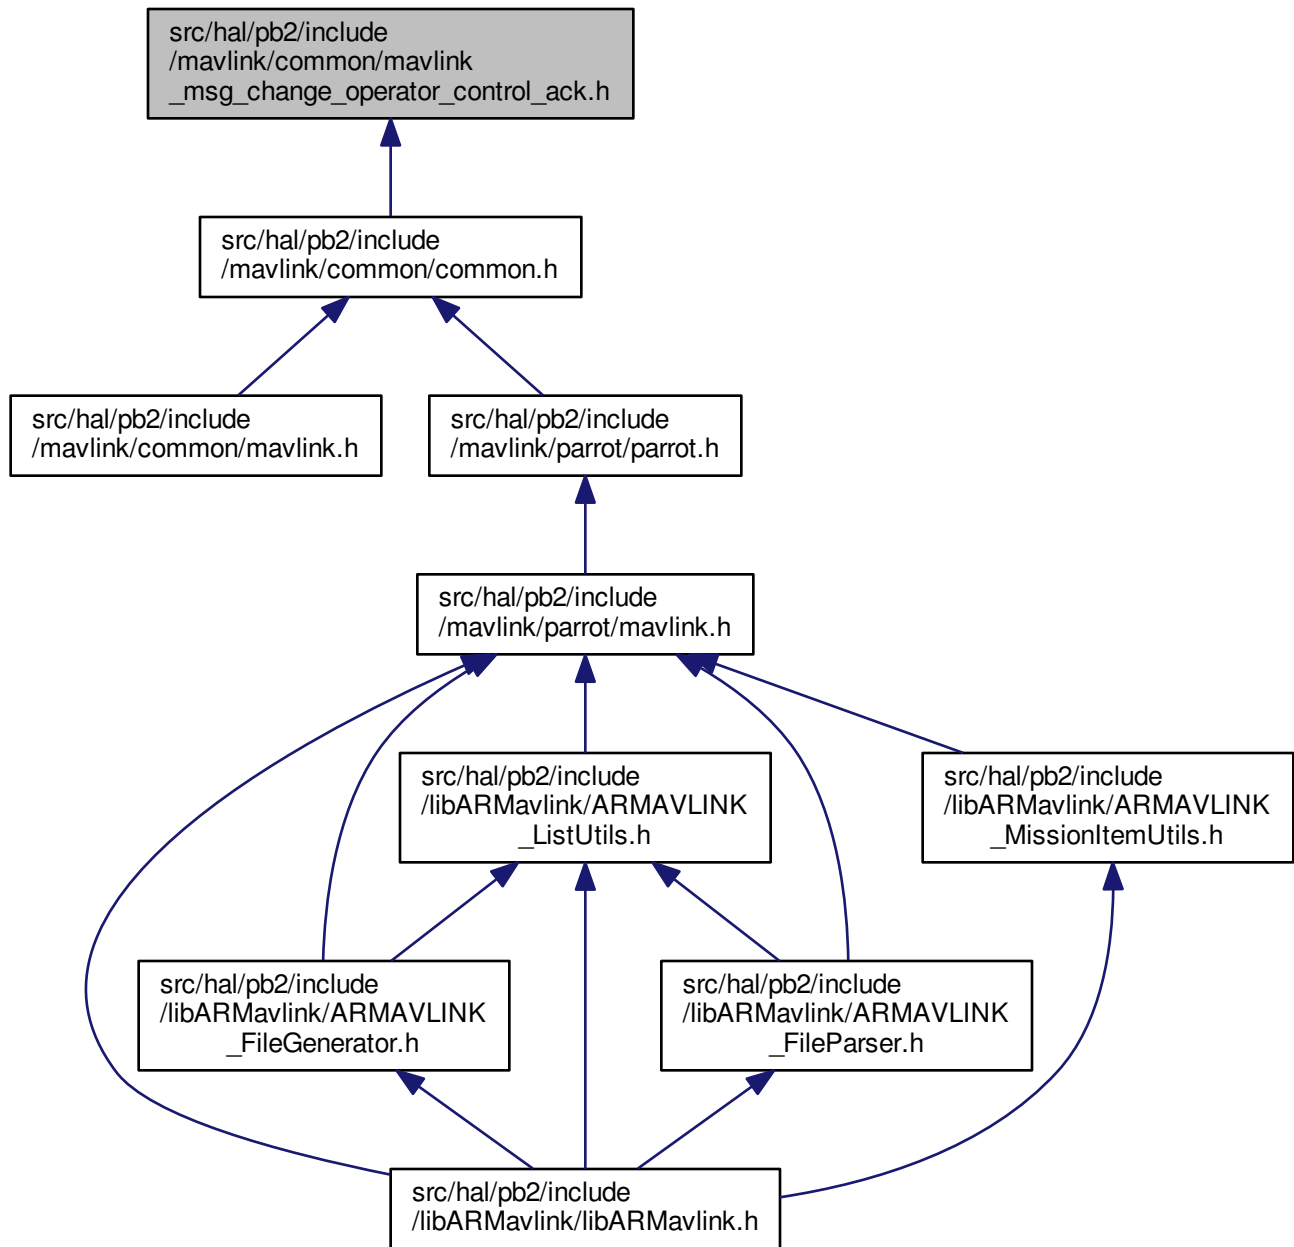 src/hal/pb2/include
/mavlink/common/mavlink
_msg_change_operator_control_ack.h
src/hal/pb2/include
/mavlink/common/common.h
src/hal/pb2/include
/mavlink/common/mavlink.h
src/hal/pb2/include
/mavlink/parrot/parrot.h
src/hal/pb2/include
/mavlink/parrot/mavlink.h
src/hal/pb2/include
/libARMavlink/ARMAVLINK
_ListUtils.h
src/hal/pb2/include
/libARMavlink/ARMAVLINK
_MissionItemUtils.h
src/hal/pb2/include
/libARMavlink/ARMAVLINK
_FileGenerator.h
src/hal/pb2/include
/libARMavlink/ARMAVLINK
_FileParser.h
src/hal/pb2/include
/libARMavlink/libARMavlink.h